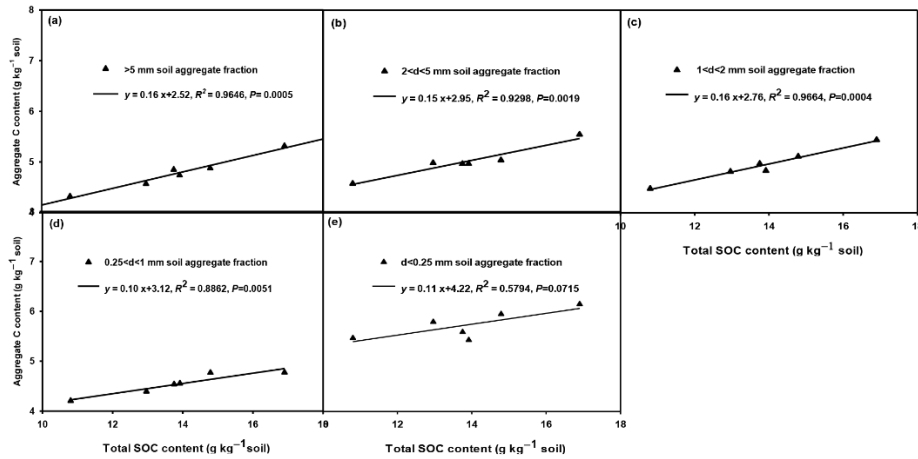 8
(a)
(b)
(c)
7
>5 mm soil aggregate fraction
2<d<5 mm soil aggregate fraction
1<d<2 mm soil aggregate fraction
y = 0.16 x+2.52, R² = 0.9646, P= 0.0005
y = 0.15 x+2.95, R² = 0.9298, P=0.0019
y = 0.16 x+2.76, R² = 0.9664, P=0.0004
6
5
Aggregate C content (g kg⁻¹ soil)
10 12 14 16 18
Total SOC content (g kg⁻¹ soil)
(d)
(e)
0.25<d<1 mm soil aggregate fraction
d<0.25 mm soil aggregate fraction
y = 0.10 x+3.12, R² = 0.8862, P=0.0051
y = 0.11 x+4.22, R² = 0.5794, P=0.0715
7
6
5
4
Aggregate C content (g kg⁻¹ soil)
10 12 14 16
10 12 14 16 18
Total SOC content (g kg⁻¹soil)
Total SOC content (g kg⁻¹ soil)